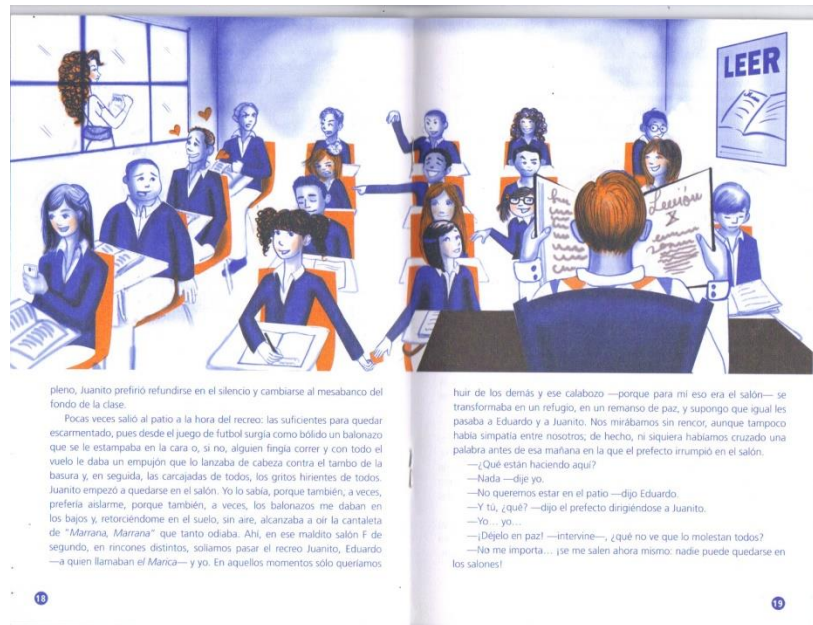 LEER
Lección
X
pleno, Juanito prefirió refundirse en el silencio y cambiarse al mesabanco del
fondo de la clase.
Pocas veces salió al patio a la hora del recreo: las suficientes para quedar
escarmentado, pues desde el juego de futbol surgía como bólido un balonazo
que se le estampaba en la cara o, si no, alguien fingía correr y con todo el
vuelo le daba un empujón que lo lanzaba de cabeza contra el tambo de la
basura y, en seguida, las carcajadas de todos, los gritos hirientes de todos.
Juanito empezó a quedarse en el salón. Yo lo sabía, porque también, a veces,
prefería aislarme, porque también, a veces, los balonazos me daban en
los bajos y, retorciéndome en el suelo, sin aire, alcanzaba a oír la cantaleta
de "Marrana, Marrana" que tanto odiaba. Ahí, en ese maldito salón F de
segundo, en rincones distintos, solíamos pasar el recreo Juanito, Eduardo
—a quien llamaban el Marica— y yo. En aquellos momentos sólo queríamos
18
huir de los demás y ese calabozo —porque para mí eso era el salón— se
transformaba en un refugio, en un remanso de paz, y supongo que igual les
pasaba a Eduardo y a Juanito. Nos mirábamos sin rencor, aunque tampoco
había simpatía entre nosotros; de hecho, ni siquiera habíamos cruzado una
palabra antes de esa mañana en la que el prefecto irrumpió en el salón.
—¿Qué están haciendo aquí?
—Nada —dije yo.
—No queremos estar en el patio —dijo Eduardo.
—Y tú, ¿qué? —dijo el prefecto dirigiéndose a Juanito.
—Yo... yo...
—¡Déjelo en paz! —intervine—, ¿qué no ve que lo molestan todos?
—No me importa... ¡se me salen ahora mismo: nadie puede quedarse en
los salones!
19